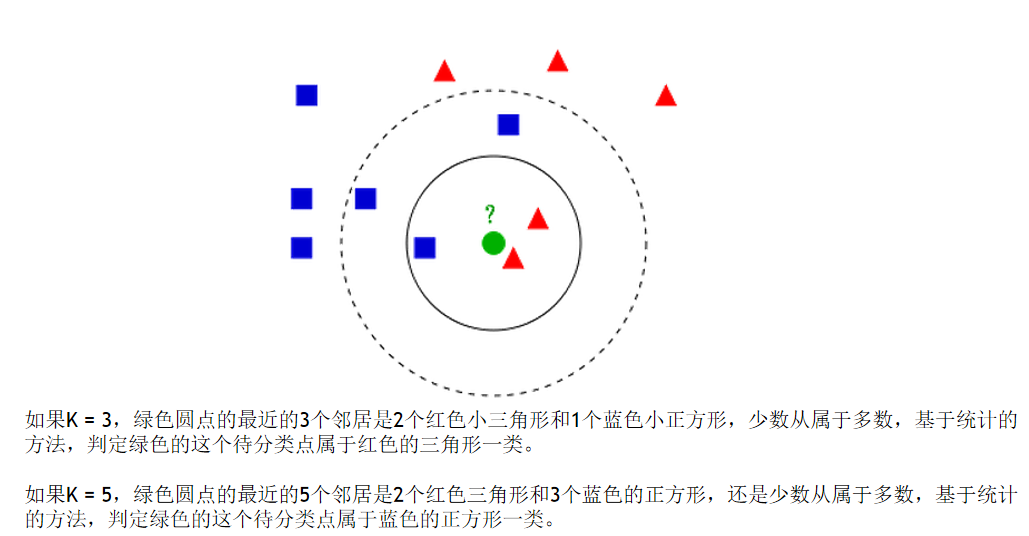 ?
如果K = 3，绿色圆点的最近的3个邻居是2个红色小三角形和1个蓝色小正方形，少数从属于多数，基于统计的
方法，判定绿色的这个待分类点属于红色的三角形一类。
如果K = 5，绿色圆点的最近的5个邻居是2个红色三角形和3个蓝色的正方形，还是少数从属于多数，基于统计
的方法，判定绿色的这个待分类点属于蓝色的正方形一类。